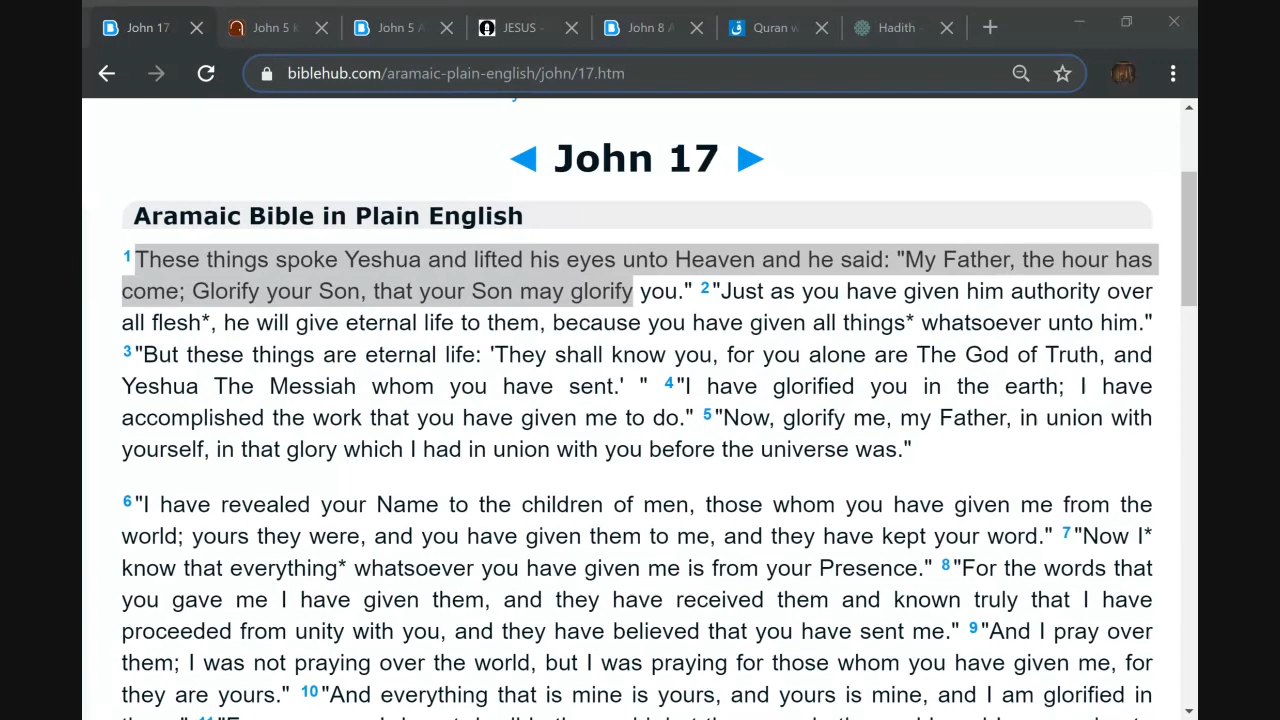 John 17
John 5 k
John 5 A
JESUS -
John 8 A
Quran w
Hadith -
biblehub.com/aramaic-plain-english/john/17.htm
John 17
Aramaic Bible in Plain English
1 These things spoke Yeshua and lifted his eyes unto Heaven and he said: "My Father, the hour has
come; Glorify your Son, that your Son may glorify you." 2 "Just as you have given him authority over
all flesh*, he will give eternal life to them, because you have given all things* whatsoever unto him."
3 "But these things are eternal life: 'They shall know you, for you alone are The God of Truth, and
Yeshua The Messiah whom you have sent.' " 4 "I have glorified you in the earth; I have
accomplished the work that you have given me to do." 5 "Now, glorify me, my Father, in union with
yourself, in that glory which I had in union with you before the universe was."
6 "I have revealed your Name to the children of men, those whom you have given me from the
world; yours they were, and you have given them to me, and they have kept your word." 7 "Now I*
know that everything* whatsoever you have given me is from your Presence." 8 "For the words that
you gave me I have given them, and they have received them and known truly that I have
proceeded from unity with you, and they have believed that you have sent me." 9 "And I pray over
them; I was not praying over the world, but I was praying for those whom you have given me, for
they are yours." 10 "And everything that is mine is yours, and yours is mine, and I am glorified in